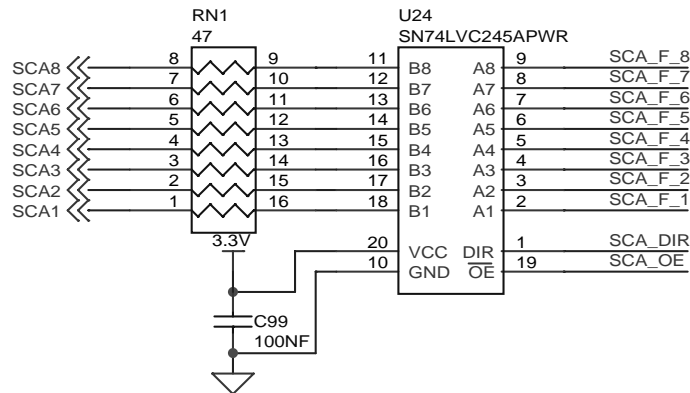 RN1 U24
47 SN74LVC245APWR
SCA8 8 9 11 B8 A8 9 SCA_F_8
SCA7 7 10 12 B7 A7 8 SCA_F_7
SCA6 6 11 13 B6 A6 7 SCA_F_6
SCA5 5 12 14 B5 A5 6 SCA_F_5
SCA4 4 13 15 B4 A4 5 SCA_F_4
SCA3 3 14 16 B3 A3 4 SCA_F_3
SCA2 2 15 17 B2 A2 3 SCA_F_2
SCA1 1 16 18 B1 A1 2 SCA_F_1
3.3V 20 VCC DIR 1 SCA_DIR
10 GND OE 19 SCA_OE
C99
100NF